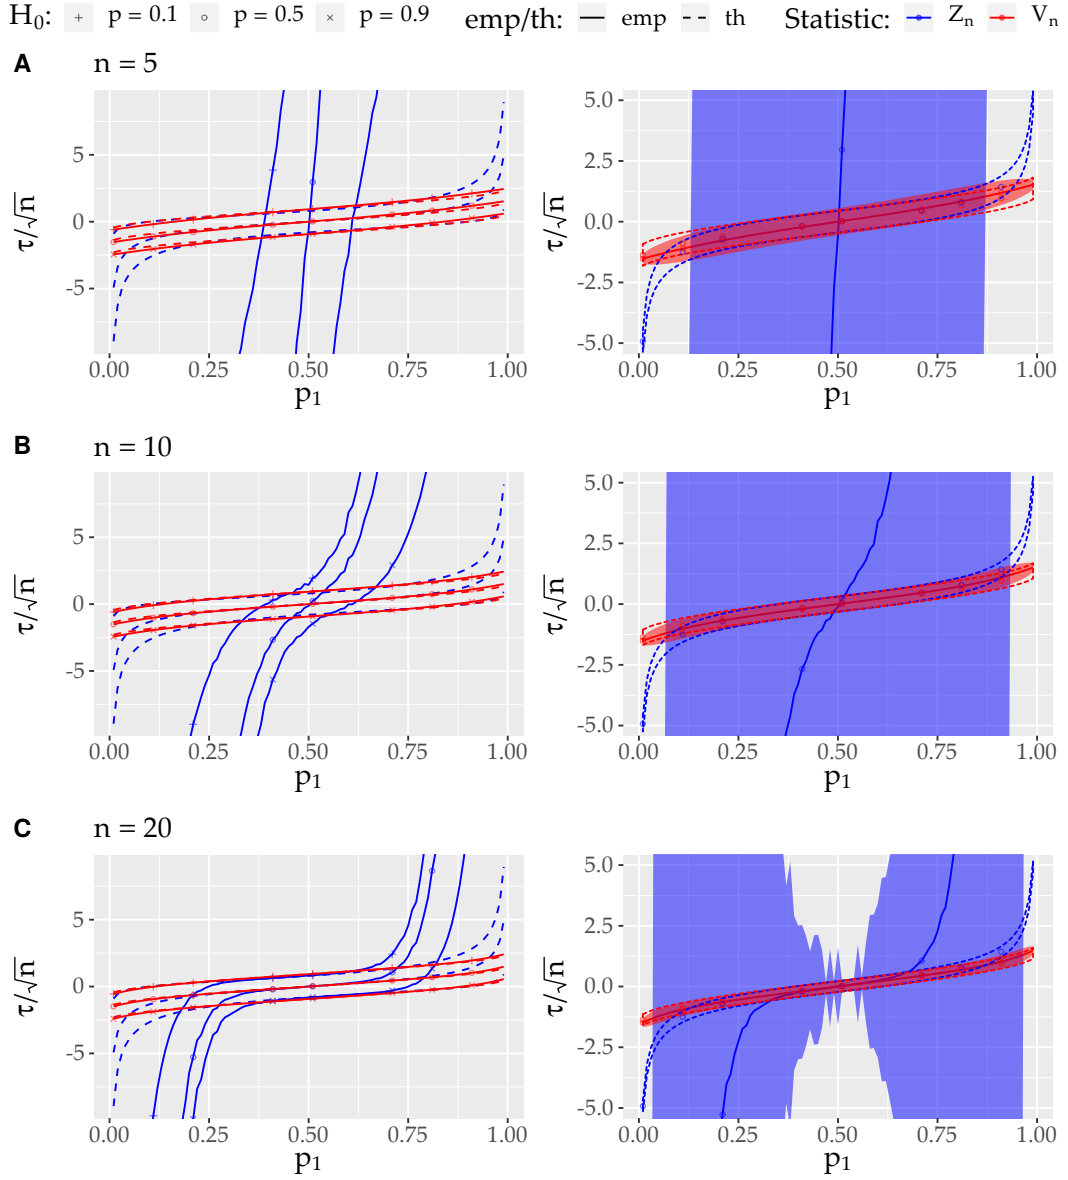 H₀: p = 0.1 p = 0.5 p = 0.9 emp/th: emp th Statistic: Zₙ Vₙ
A n = 5
5
0
-5
τ/√n
0.00 0.25 0.50 0.75 1.00
p₁
5.0
2.5
0.0
-2.5
-5.0
τ/√n
0.00 0.25 0.50 0.75 1.00
p₁
B n = 10
5
0
-5
τ/√n
0.00 0.25 0.50 0.75 1.00
p₁
5.0
2.5
0.0
-2.5
-5.0
τ/√n
0.00 0.25 0.50 0.75 1.00
p₁
C n = 20
5
0
-5
τ/√n
0.00 0.25 0.50 0.75 1.00
p₁
5.0
2.5
0.0
-2.5
-5.0
τ/√n
0.00 0.25 0.50 0.75 1.00
p₁